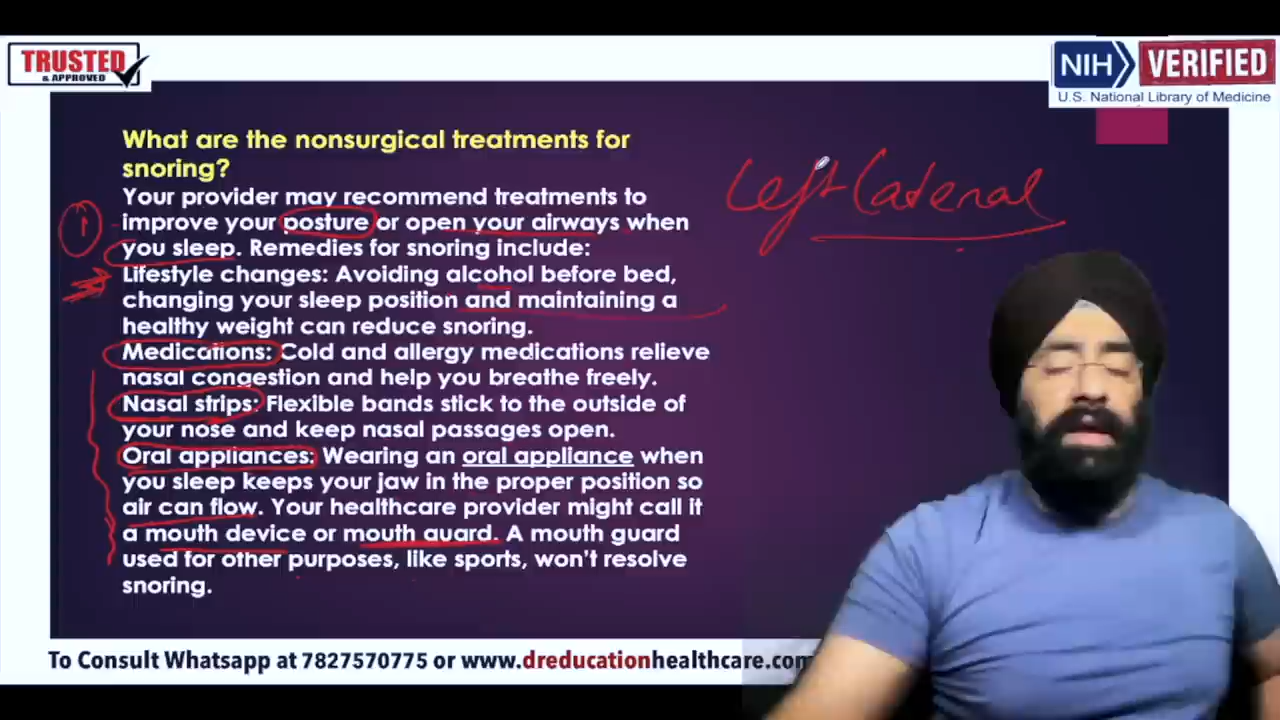 TRUSTED
& APPROVED
NIH VERIFIED
U.S. National Library of Medicine
What are the nonsurgical treatments for
snoring?
Your provider may recommend treatments to
improve your posture or open your airways when
you sleep. Remedies for snoring include:
Lifestyle changes: Avoiding alcohol before bed,
changing your sleep position and maintaining a
healthy weight can reduce snoring.
Medications: Cold and allergy medications relieve
nasal congestion and help you breathe freely.
Nasal strips: Flexible bands stick to the outside of
your nose and keep nasal passages open.
Oral appliances: Wearing an oral appliance when
you sleep keeps your jaw in the proper position so
air can flow. Your healthcare provider might call it
a mouth device or mouth guard. A mouth guard
used for other purposes, like sports, won't resolve
snoring.
Left lateral
To Consult Whatsapp at 7827570775 or www.dreducationhealthcare.com